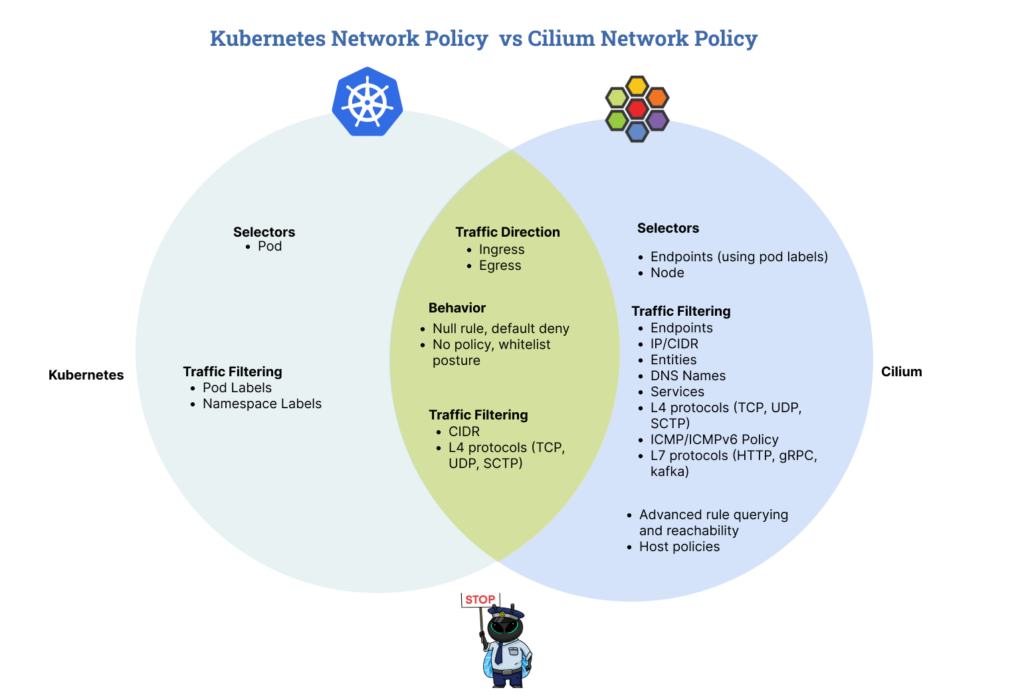 Kubernetes Network Policy vs Cilium Network Policy
Kubernetes
Selectors
• Pod
Traffic Filtering
• Pod Labels
• Namespace Labels
Traffic Direction
• Ingress
• Egress
Behavior
• Null rule, default deny
• No policy, whitelist
posture
Traffic Filtering
• CIDR
• L4 protocols (TCP,
UDP, SCTP)
Selectors
• Endpoints (using pod labels)
• Node
Traffic Filtering
• Endpoints
• IP/CIDR
• Entities
• DNS Names
• Services
• L4 protocols (TCP, UDP,
SCTP)
• ICMP/ICMPv6 Policy
• L7 protocols (HTTP, gRPC,
kafka)
• Advanced rule querying
and reachability
• Host policies
Cilium
STOP